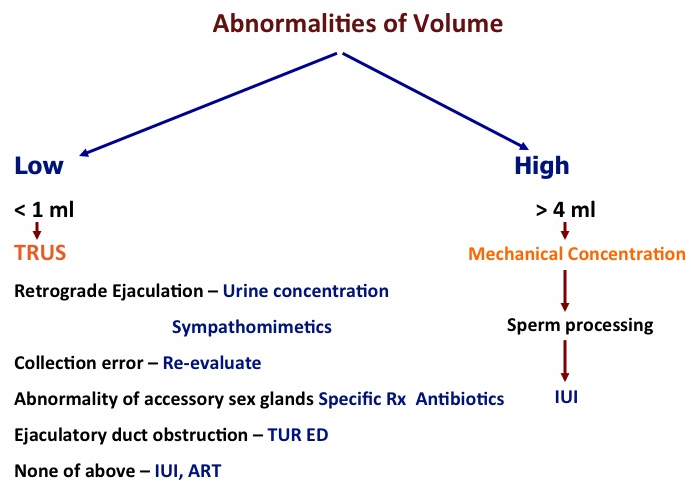 Abnormalities of Volume
Low
< 1 ml
TRUS
Retrograde Ejaculation – Urine concentration
Sympathomimetics
Collection error – Re-evaluate
Abnormality of accessory sex glands Specific Rx Antibiotics
Ejaculatory duct obstruction – TUR ED
None of above – IUI, ART
High
> 4 ml
Mechanical Concentration
Sperm processing
IUI